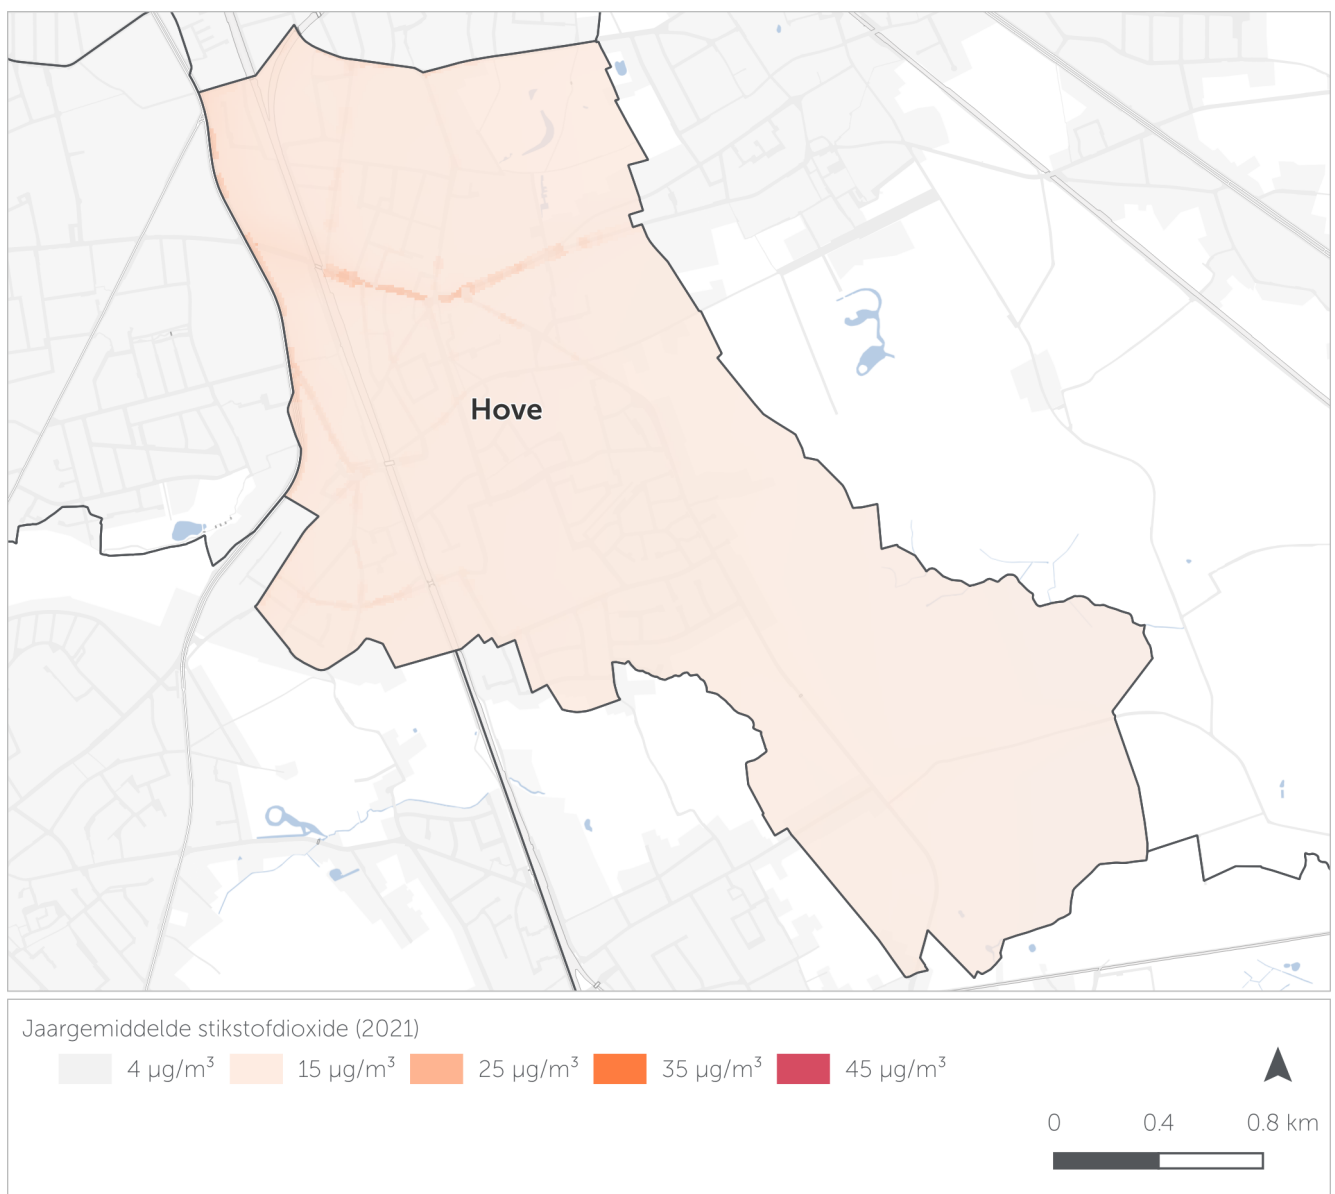 Hove
Jaargemiddelde stikstofdioxide (2021)
4 µg/m³ 15 µg/m³ 25 µg/m³ 35 µg/m³ 45 µg/m³
0 0.4 0.8 km